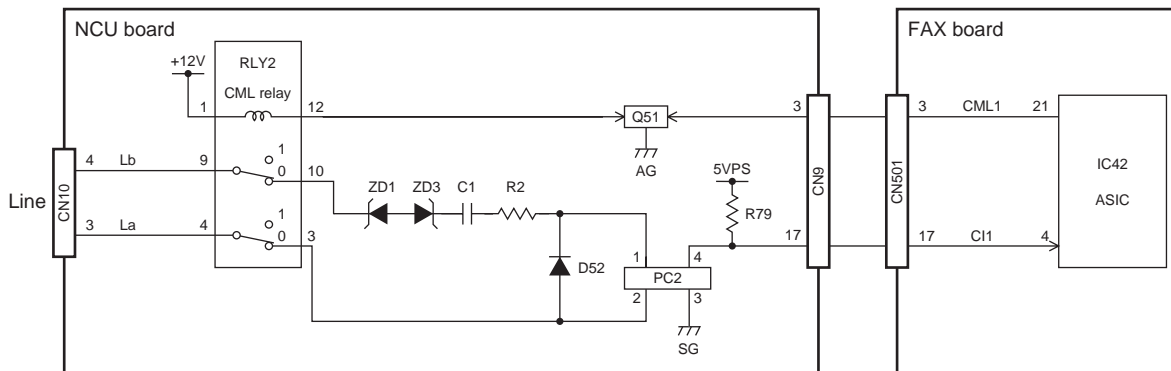 NCU board
FAX board
+12V
RLY2
CML relay
1
12
Q51
AG
3
CN9
3
CML1
21
CN501
IC42
ASIC
Line
CN10
4
Lb
9
1
0
10
ZD1
ZD3
C1
R2
5VPS
R79
3
La
4
1
0
3
D52
1
4
PC2
2
3
SG
17
17
CI1
4